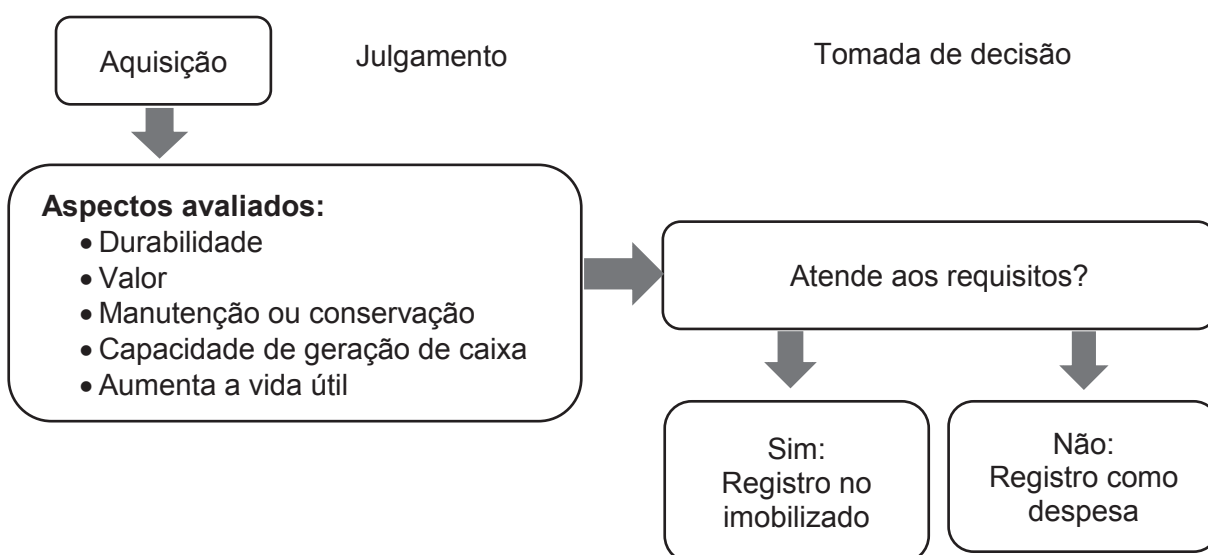 Aquisição
Julgamento
Tomada de decisão
Aspectos avaliados:
• Durabilidade
• Valor
• Manutenção ou conservação
• Capacidade de geração de caixa
• Aumenta a vida útil
Atende aos requisitos?
Sim:
Registro no
imobilizado
Não:
Registro como
despesa